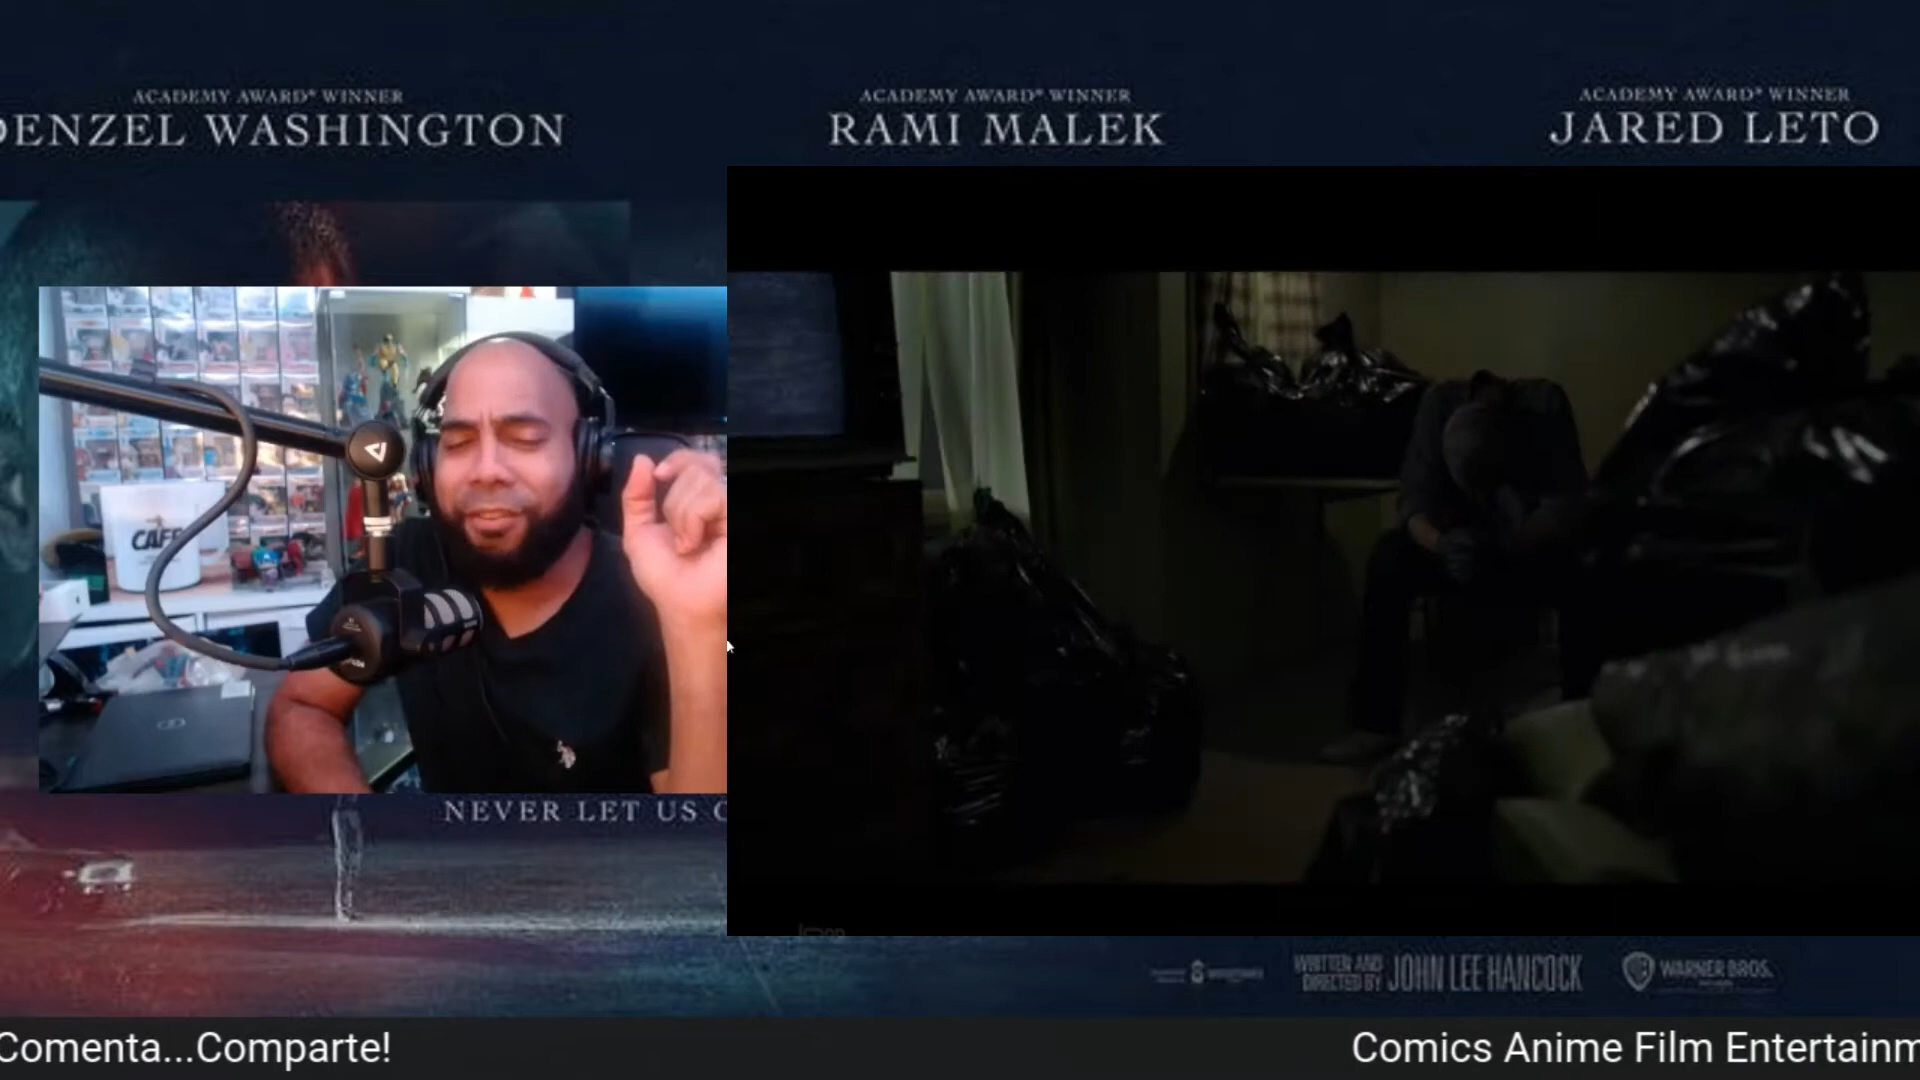 ACADEMY AWARD® WINNER
DENZEL WASHINGTON
ACADEMY AWARD® WINNER
RAMI MALEK
ACADEMY AWARD® WINNER
JARED LETO
CAFE
NEVER LET US
WRITTEN AND
DIRECTED BY JOHN LEE HANCOCK
WARNER BROS.
Comenta...Comparte!
Comics Anime Film Entertainm